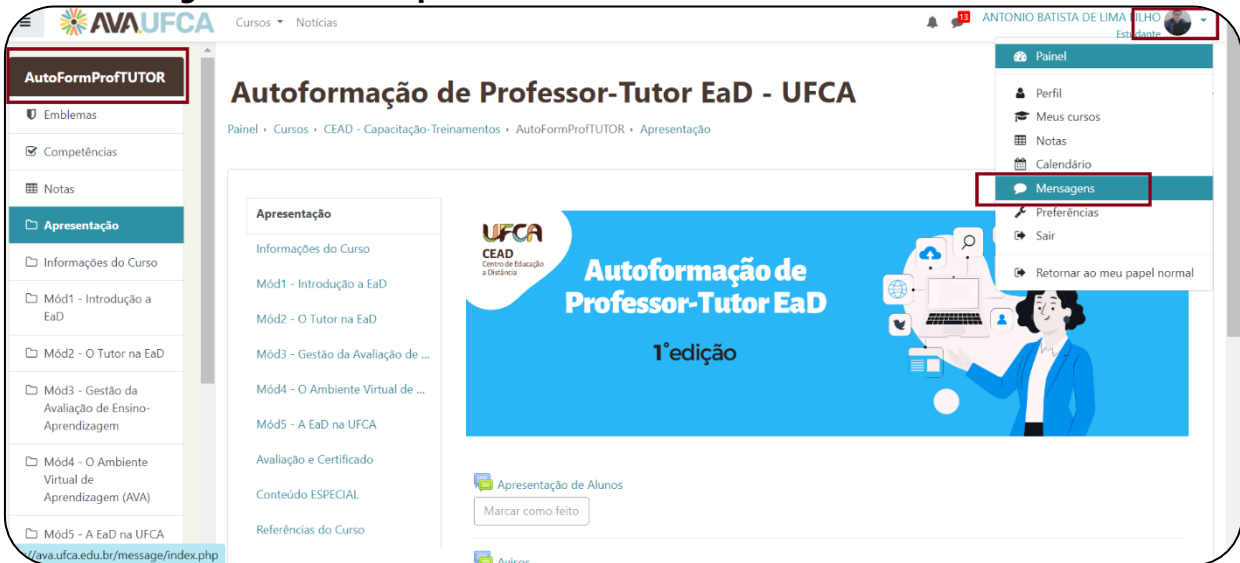 AVA.UFCA
Cursos
Notícias
13
ANTONIO BATISTA DE LIMA FILHO
Estudante
AutoFormProfTUTOR
Emblemas
Competências
Notas
Apresentação
Informações do Curso
Mód1 - Introdução a
EaD
Mód2 - O Tutor na EaD
Mód3 - Gestão da
Avaliação de Ensino-
Aprendizagem
Mód4 - O Ambiente
Virtual de
Aprendizagem (AVA)
Mód5 - A EaD na UFCA
/ava.ufca.edu.br/message/index.php
Autoformação de Professor-Tutor EaD - UFCA
Painel › Cursos › CEAD - Capacitação-Treinamentos › AutoFormProfTUTOR › Apresentação
Apresentação
Informações do Curso
Mód1 - Introdução a EaD
Mód2 - O Tutor na EaD
Mód3 - Gestão da Avaliação de ...
Mód4 - O Ambiente Virtual de ...
Mód5 - A EaD na UFCA
Avaliação e Certificado
Conteúdo ESPECIAL
Referências do Curso
UFCA
CEAD
Centro de Educação
a Distância
Autoformação de
Professor-Tutor EaD
1°edição
Apresentação de Alunos
Marcar como feito
Avisos
Painel
Perfil
Meus cursos
Notas
Calendário
Mensagens
Preferências
Sair
Retornar ao meu papel normal